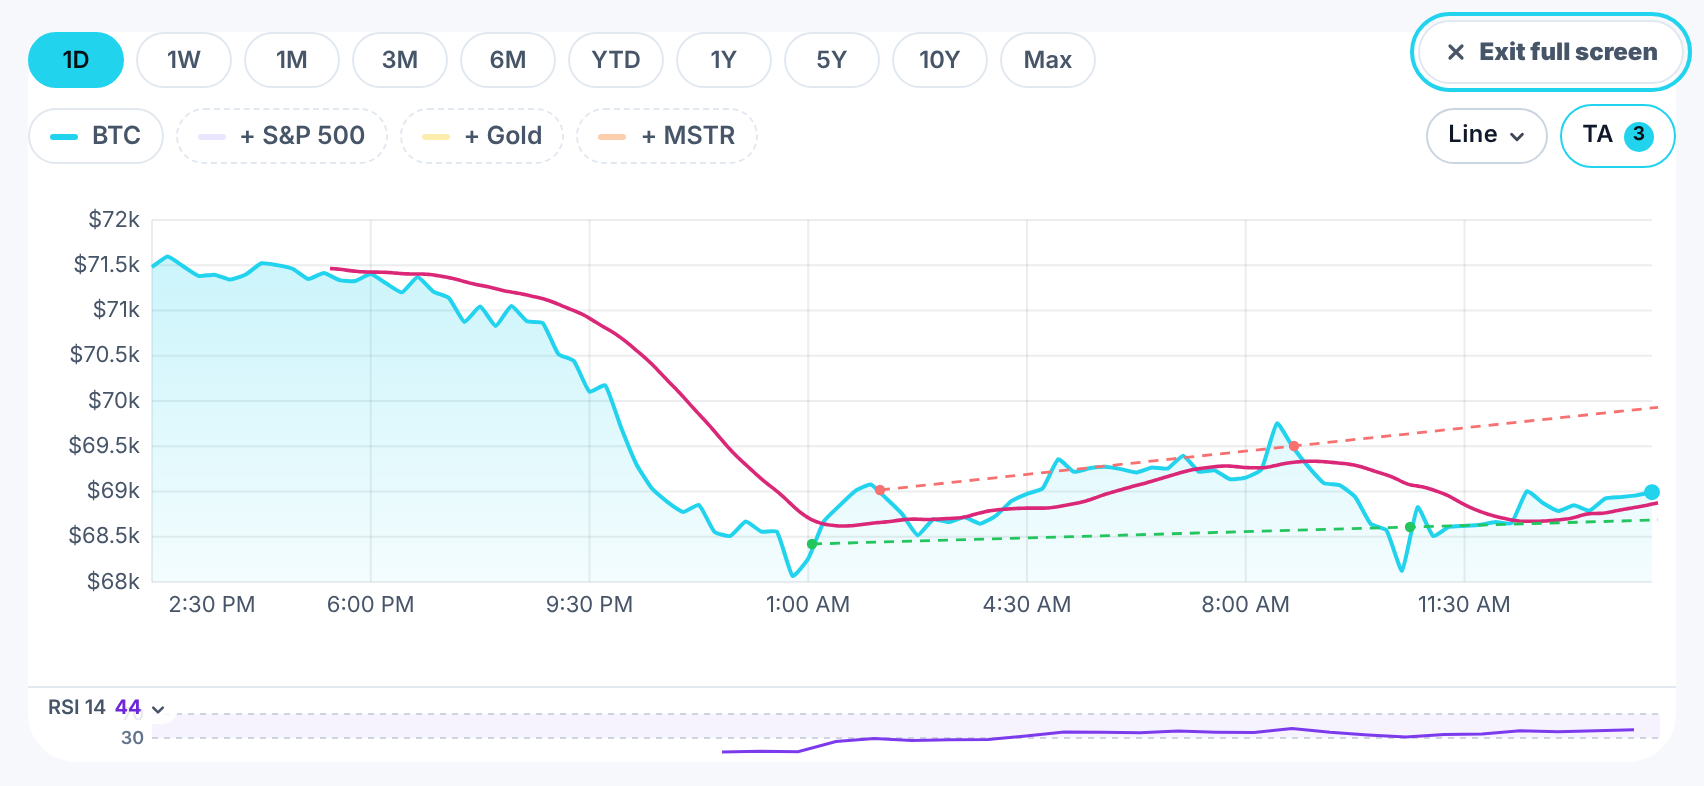 1D 1W 1M 3M 6M YTD 1Y 5Y 10Y Max × Exit full screen
BTC + S&P 500 + Gold + MSTR Line TA 3
$72k
$71.5k
$71k
$70.5k
$70k
$69.5k
$69k
$68.5k
$68k
2:30 PM 6:00 PM 9:30 PM 1:00 AM 4:30 AM 8:00 AM 11:30 AM
RSI 14 44
70
30